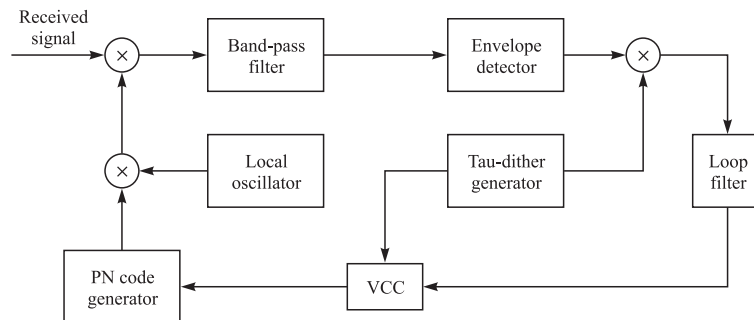 Received
signal
×
Band-pass
filter
Envelope
detector
×
×
Local
oscillator
Tau-dither
generator
Loop
filter
PN code
generator
VCC